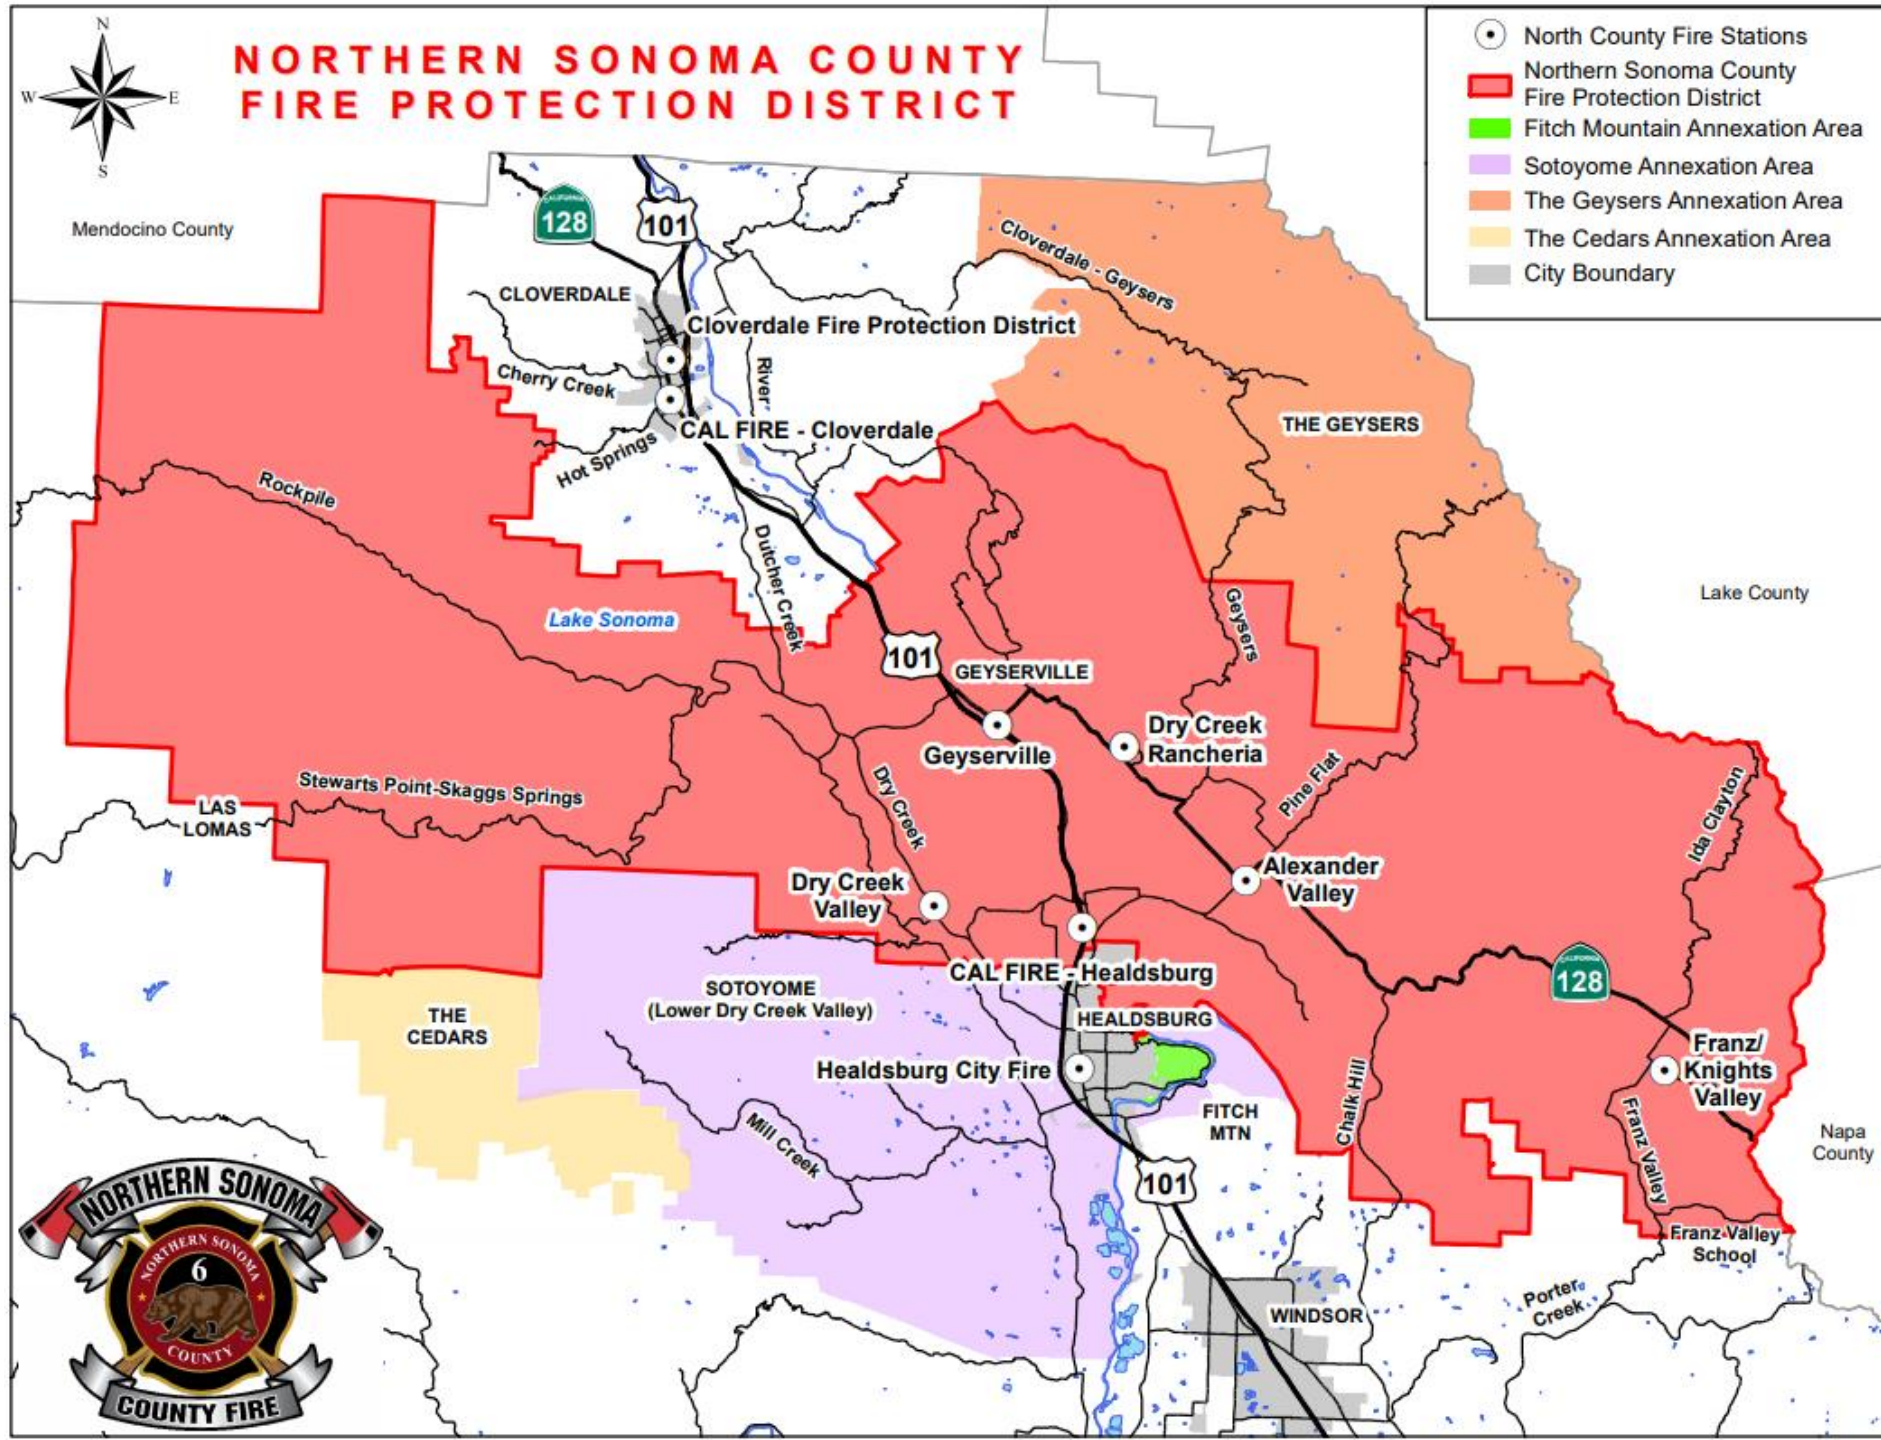 NORTHERN SONOMA COUNTY
FIRE PROTECTION DISTRICT
N
W
E
S
North County Fire Stations
Northern Sonoma County
Fire Protection District
Fitch Mountain Annexation Area
Sotoyome Annexation Area
The Geysers Annexation Area
The Cedars Annexation Area
City Boundary
Mendocino County
CALIFORNIA
128
101
CLOVERDALE
Cloverdale - Geysers
Cloverdale Fire Protection District
Cherry Creek
River
CAL FIRE - Cloverdale
THE GEYSERS
Hot Springs
Rockpile
Dutcher Creek
Lake Sonoma
Geysers
Lake County
101
GEYSERVILLE
Geyserville
Dry Creek
Rancheria
Pine Flat
Stewarts Point-Skaggs Springs
LAS
LOMAS
Dry Creek
Ida Clayton
Alexander
Valley
Dry Creek
Valley
CAL FIRE - Healdsburg
CALIFORNIA
128
SOTOYOME
(Lower Dry Creek Valley)
THE
CEDARS
HEALDSBURG
Healdsburg City Fire
Franz/
Knights
Valley
Chalk Hill
FITCH
MTN
Mill Creek
Franz Valley
Napa
County
101
Franz Valley
School
Porter
Creek
WINDSOR
NORTHERN SONOMA
NORTHERN SONOMA
6
COUNTY
COUNTY FIRE